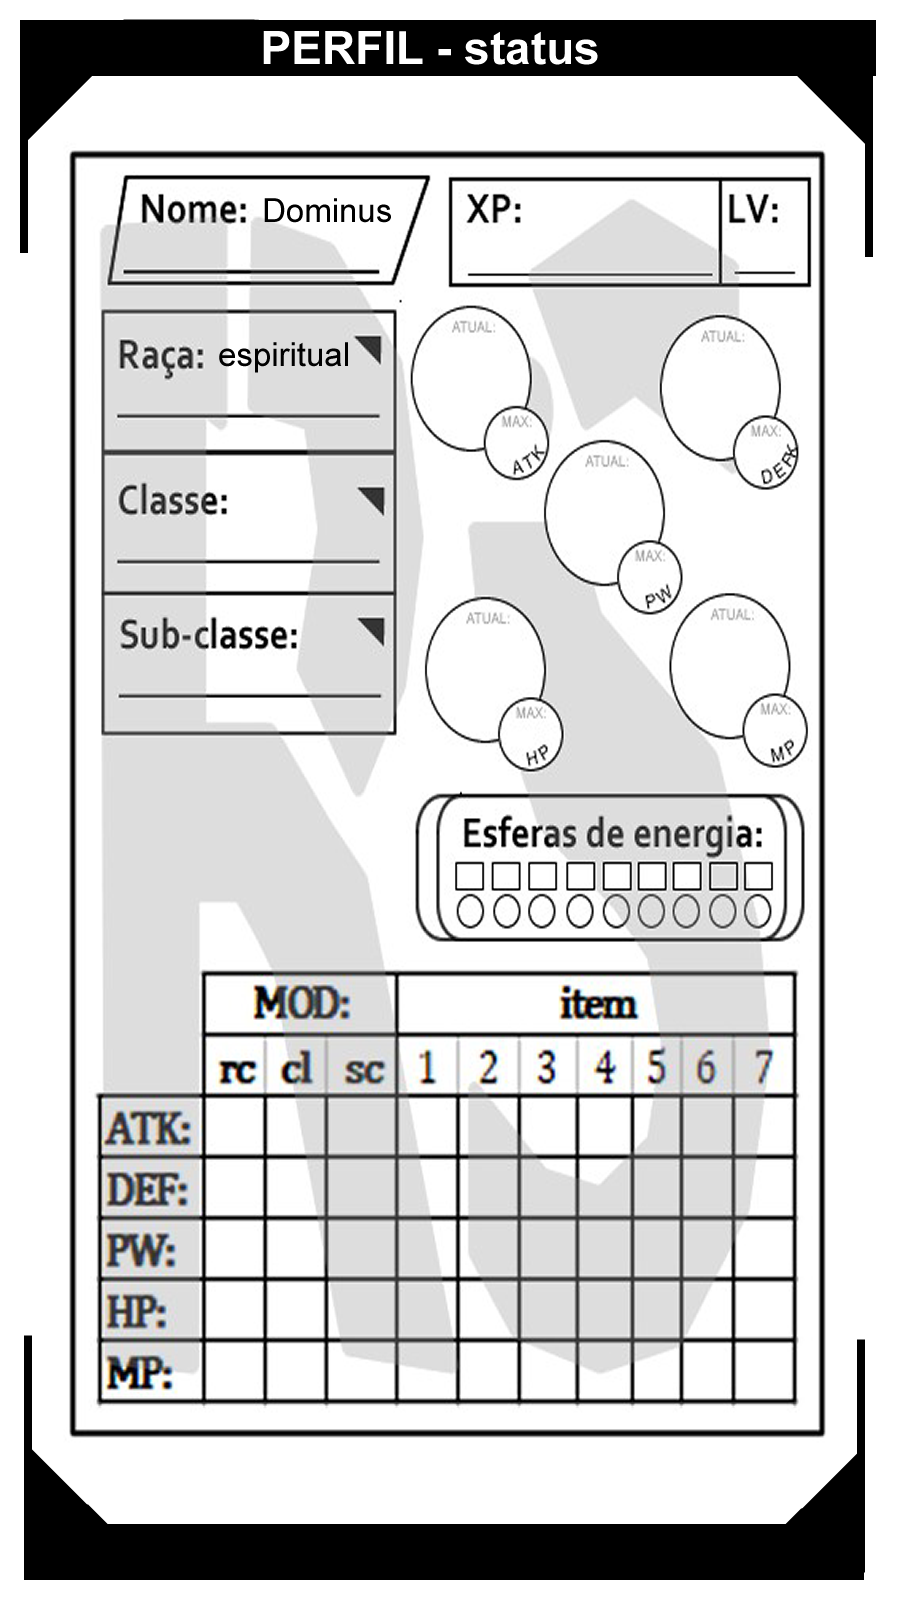 PERFIL - status
Nome: Dominus
XP:
LV:
Raça: espiritual
Classe:
Sub-classe:
ATUAL:
MAX:
ATK
ATUAL:
MAX:
DEF
ATUAL:
MAX:
PW
ATUAL:
MAX:
HP
ATUAL:
MAX:
MP
Esferas de energia:
MOD: item
rc cl sc 1 2 3 4 5 6 7
ATK:
DEF:
PW:
HP:
MP: